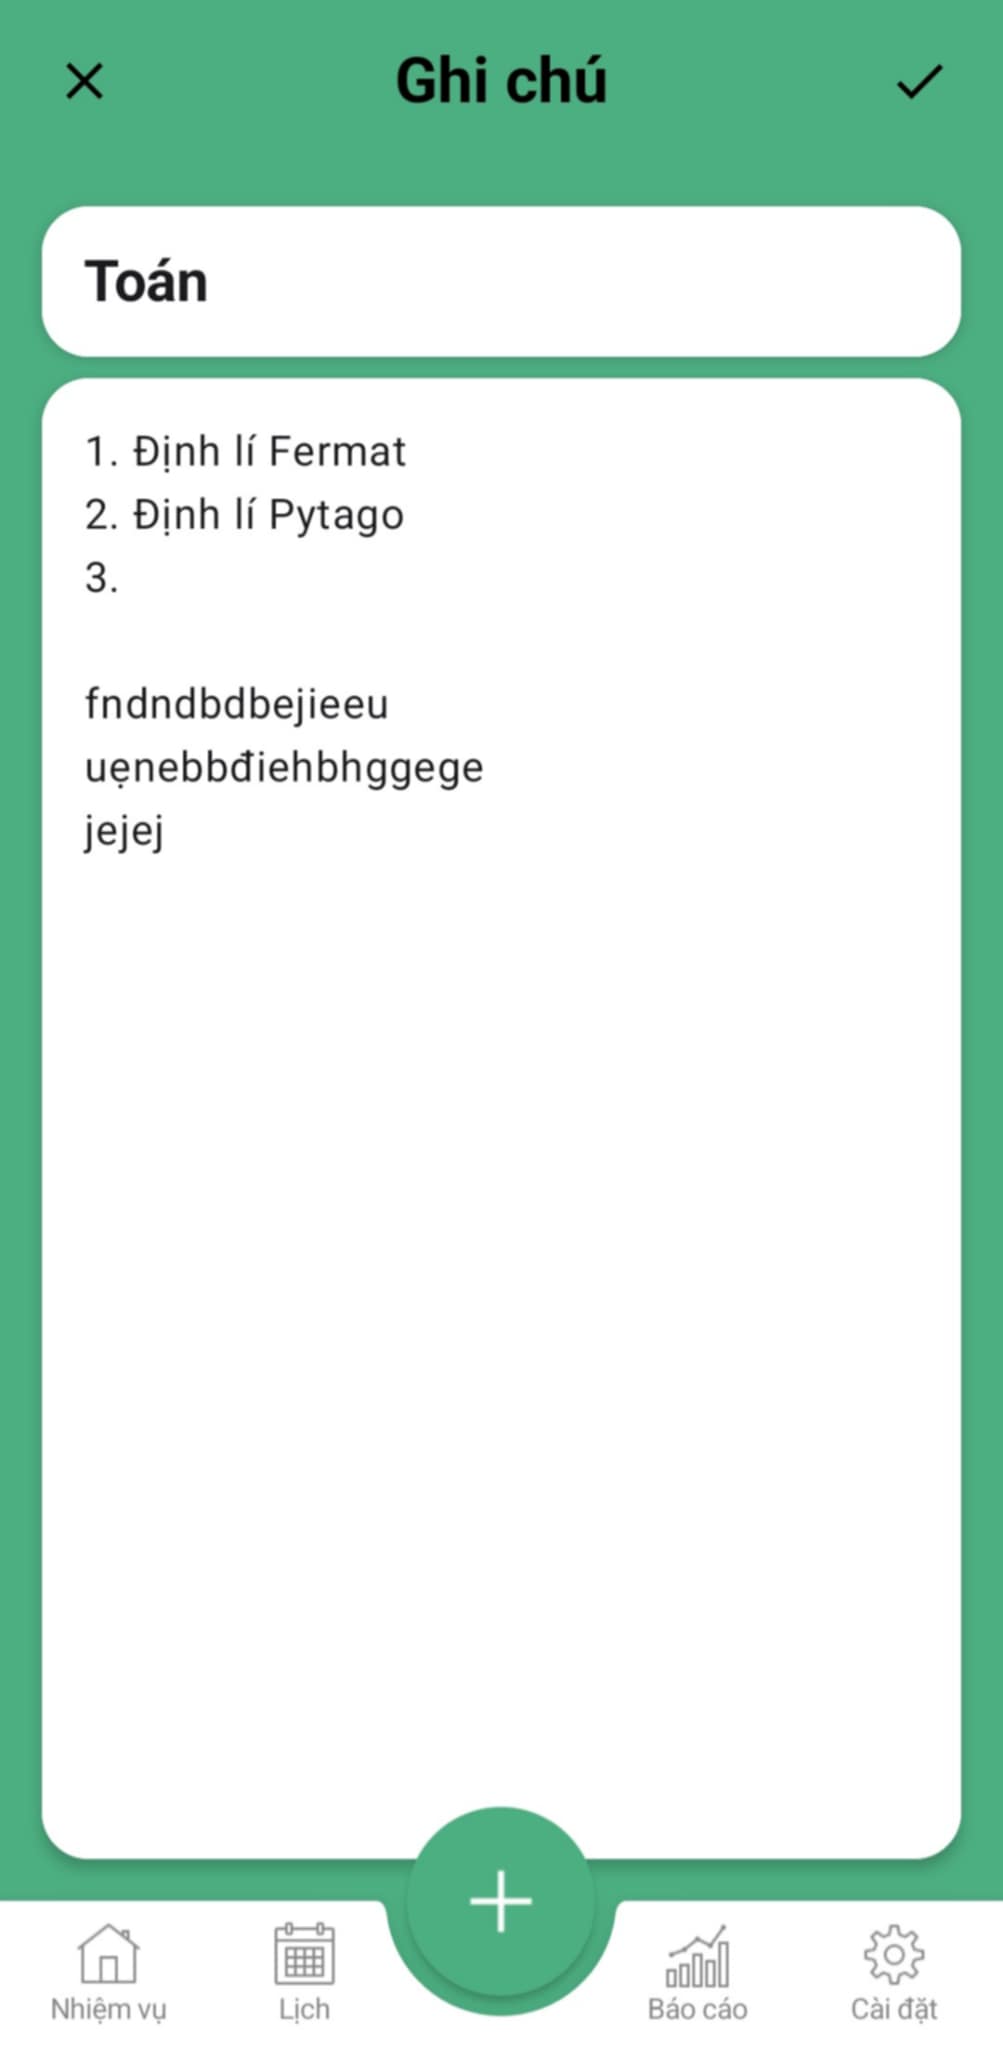 Ghi chú
Toán
1. Định lí Fermat
2. Định lí Pytago
3.
fndndbdbejieeu
uẹnebbđiehbhggege
jejej
Nhiệm vụ
Lịch
Báo cáo
Cài đặt